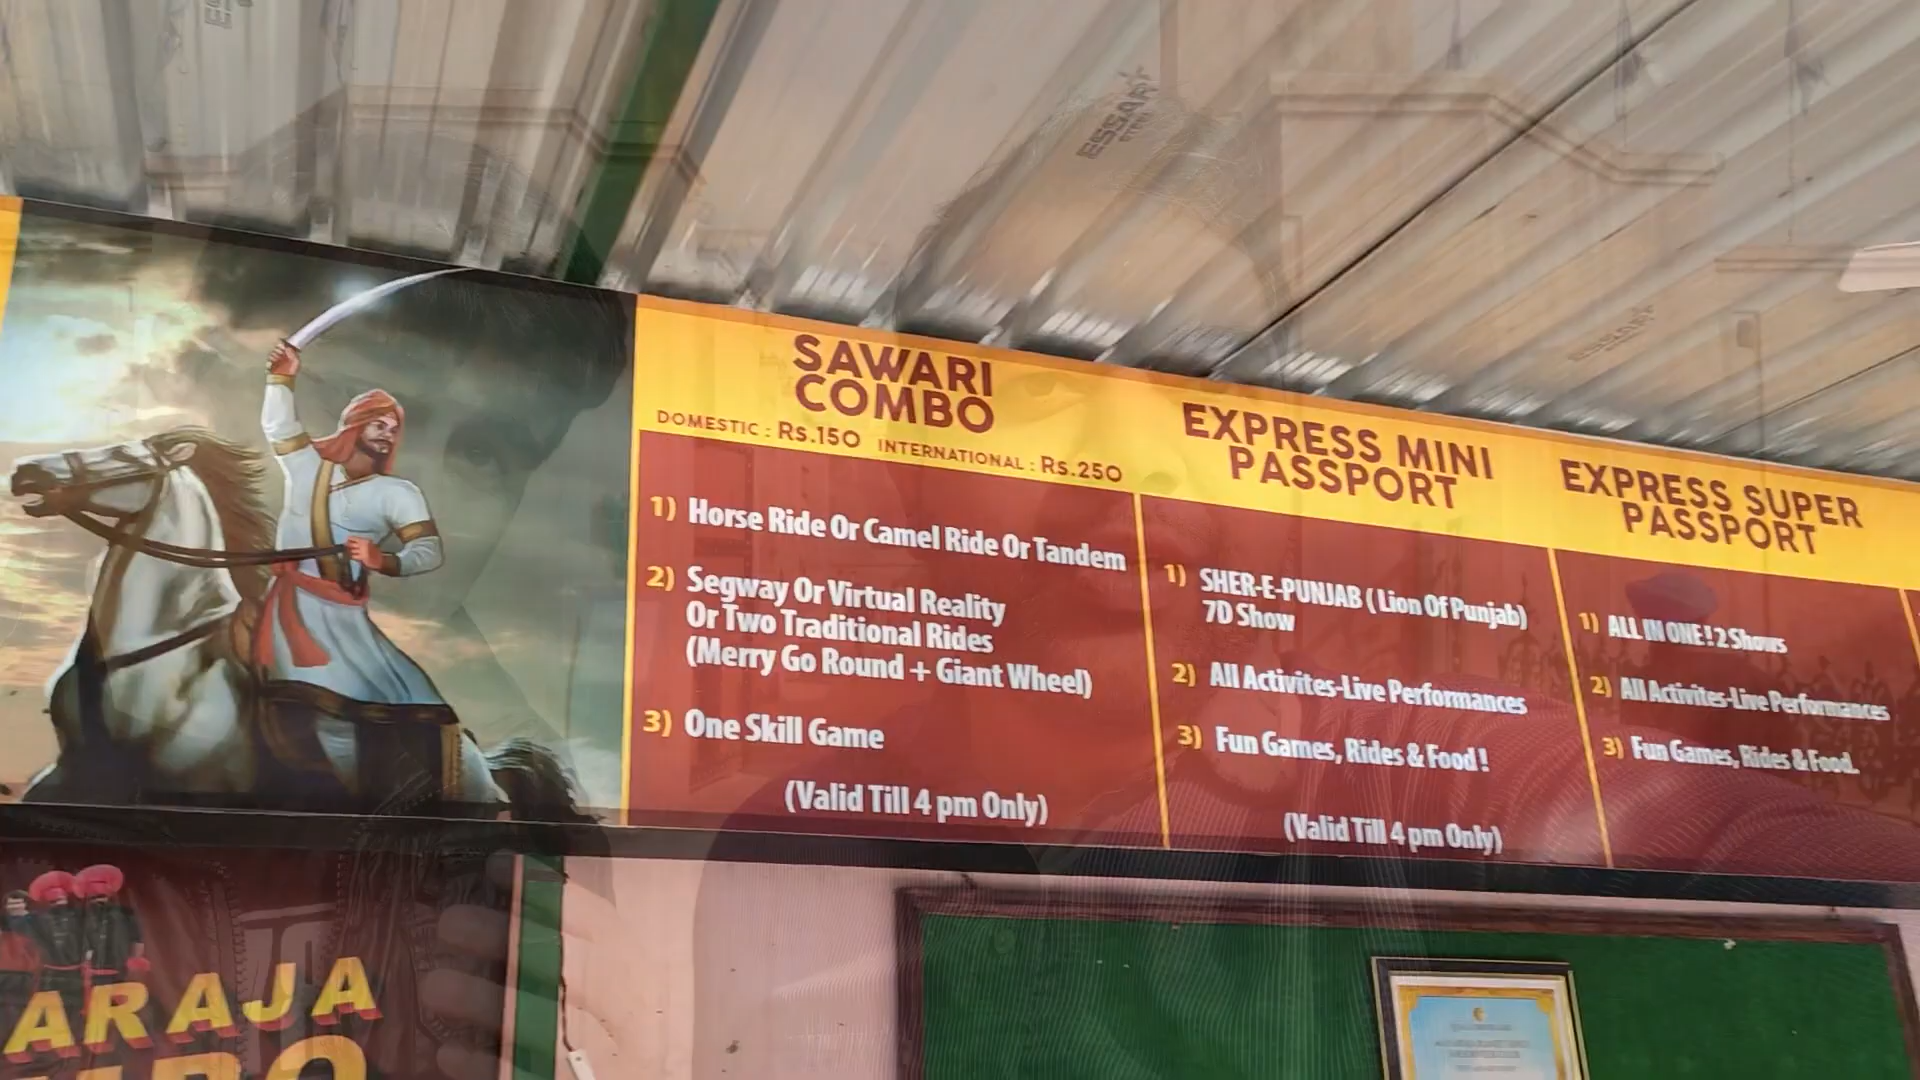 ESSAR
STEEL
ESSAR
SAWARI
COMBO
DOMESTIC : Rs.150 INTERNATIONAL : Rs.250
1) Horse Ride Or Camel Ride Or Tandem
2) Segway Or Virtual Reality
Or Two Traditional Rides
(Merry Go Round + Giant Wheel)
3) One Skill Game
(Valid Till 4 pm Only)
EXPRESS MINI
PASSPORT
1) SHER-E-PUNJAB ( Lion Of Punjab)
7D Show
2) All Activites-Live Performances
3) Fun Games, Rides & Food !
(Valid Till 4 pm Only)
EXPRESS SUPER
PASSPORT
1) ALL IN ONE ! 2 Shows
2) All Activites-Live Performances
3) Fun Games, Rides & Food.
ARAJA